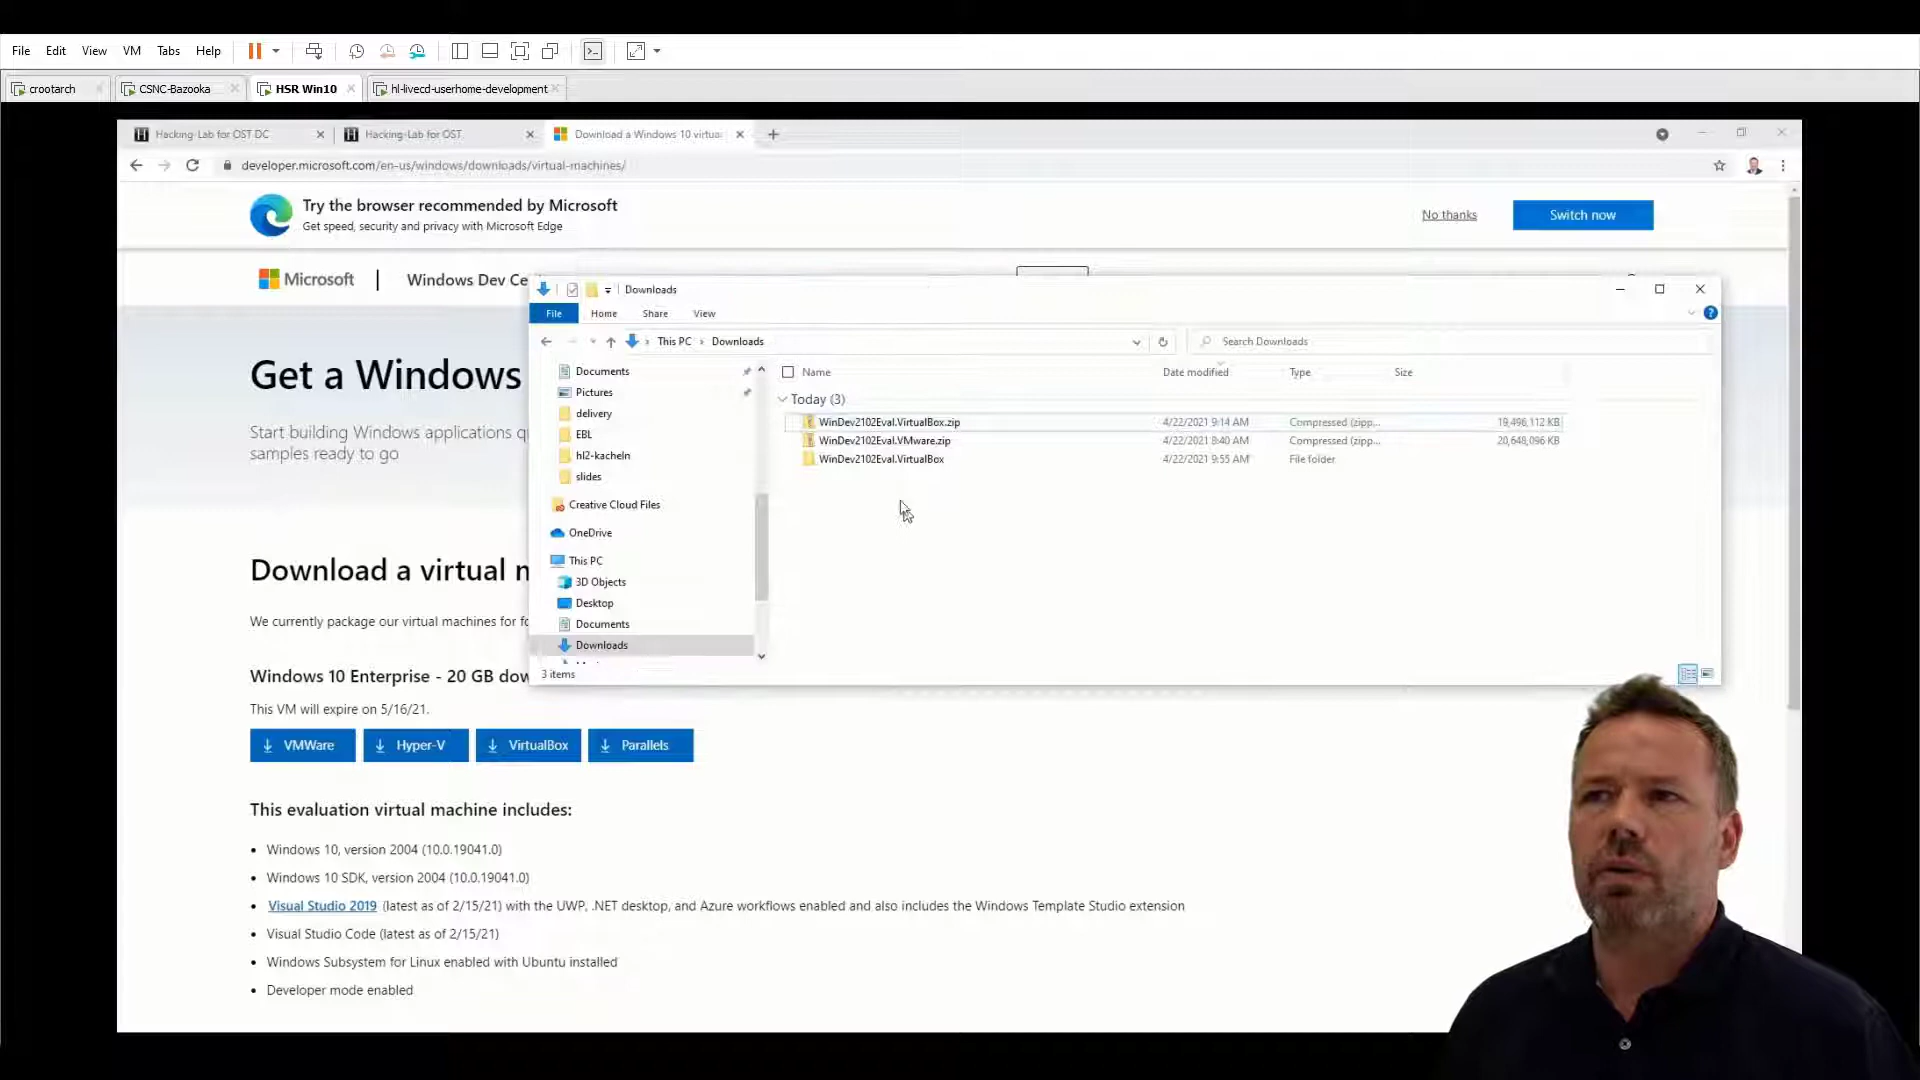 File Edit View VM Tabs Help
crootarch CSNC-Bazooka HSR Win10 hl-livecd-userhome-development
Hacking-Lab for OST DC Hacking-Lab for OST Download a Windows 10 virtua
developer.microsoft.com/en-us/windows/downloads/virtual-machines/
Try the browser recommended by Microsoft
Get speed, security and privacy with Microsoft Edge
No thanks
Switch now
Microsoft Windows Dev Ce
Downloads
File Home Share View
This PC › Downloads
Search Downloads
Name Date modified Type Size
Today (3)
WinDev2102Eval.VirtualBox.zip 4/22/2021 9:14 AM Compressed (zipp... 19,496,112 KB
WinDev2102Eval.VMware.zip 4/22/2021 8:40 AM Compressed (zipp... 20,648,096 KB
WinDev2102Eval.VirtualBox 4/22/2021 9:55 AM File folder
Documents
Pictures
delivery
EBL
hl2-kacheln
slides
Creative Cloud Files
OneDrive
This PC
3D Objects
Desktop
Documents
Downloads
3 items
Get a Windows
Start building Windows applications q
samples ready to go
Download a virtual m
We currently package our virtual machines for fo
Windows 10 Enterprise - 20 GB dow
This VM will expire on 5/16/21.
VMWare Hyper-V VirtualBox Parallels
This evaluation virtual machine includes:
• Windows 10, version 2004 (10.0.19041.0)
• Windows 10 SDK, version 2004 (10.0.19041.0)
• Visual Studio 2019 (latest as of 2/15/21) with the UWP, .NET desktop, and Azure workflows enabled and also includes the Windows Template Studio extension
• Visual Studio Code (latest as of 2/15/21)
• Windows Subsystem for Linux enabled with Ubuntu installed
• Developer mode enabled